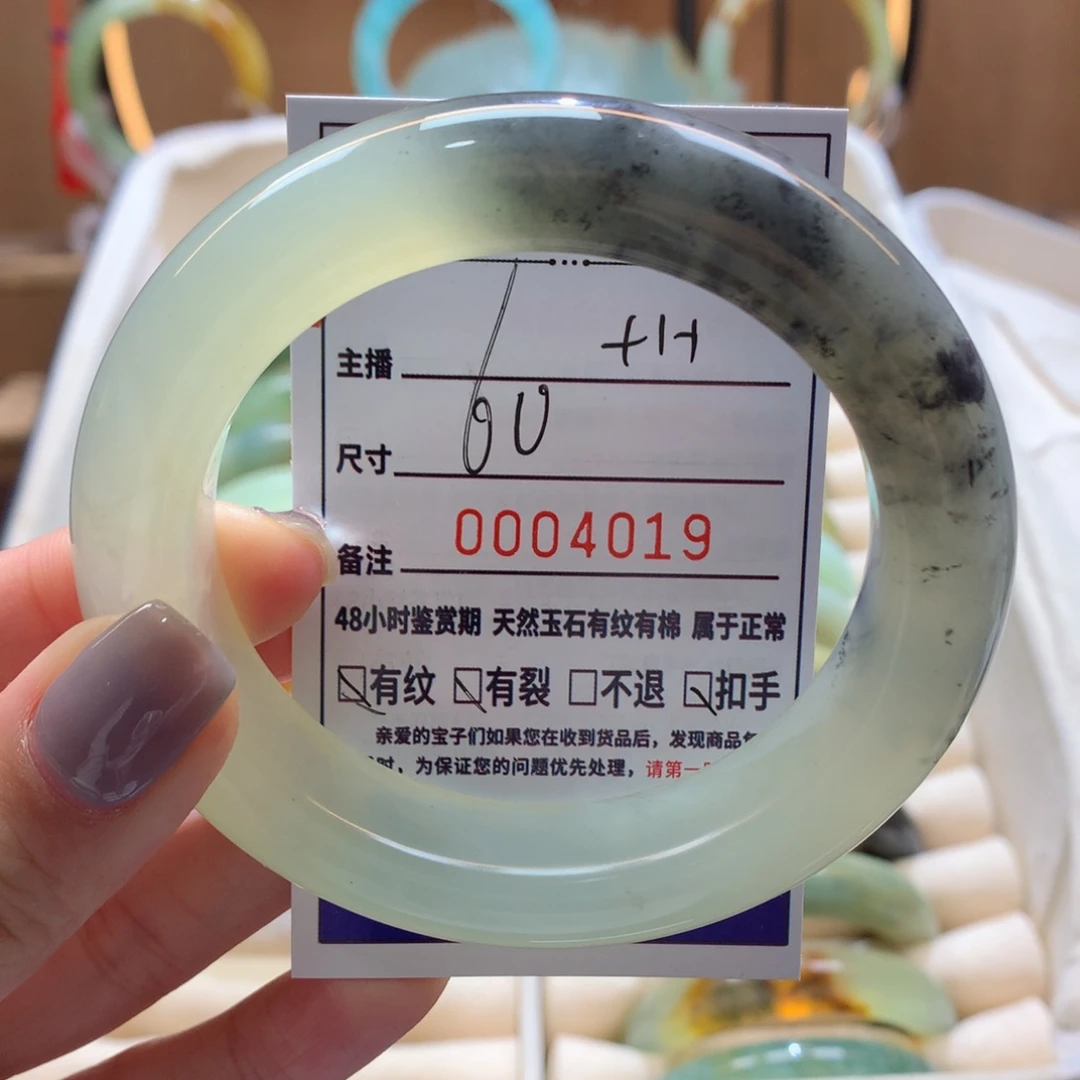 主播
尺寸 60
备注 0004019
48小时鉴赏期 天然玉石有纹有棉 属于正常
有纹 有裂 不退 扣手
亲爱的宝子们如果您在收到货品后，发现商品
时，为保证您的问题优先处理，请第一